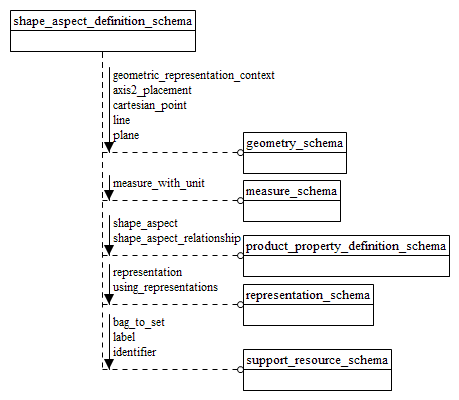 shape_aspect_definition_schema
geometric_representation_context
axis2_placement
cartesian_point
line
plane
geometry_schema
measure_with_unit
measure_schema
shape_aspect
shape_aspect_relationship
product_property_definition_schema
representation
using_representations
representation_schema
bag_to_set
label
identifier
support_resource_schema